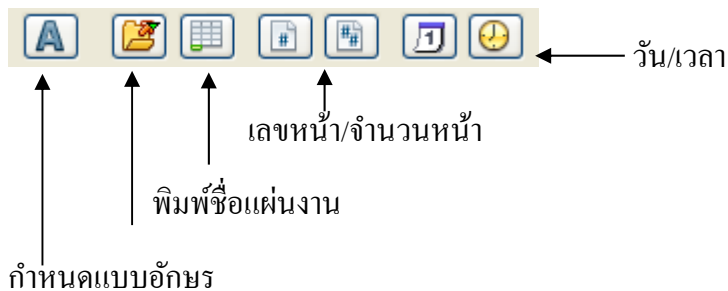 วัน/เวลา
เลขหน้า/จำนวนหน้า
พิมพ์ชื่อแผ่นงาน
กำหนดแบบอักษร